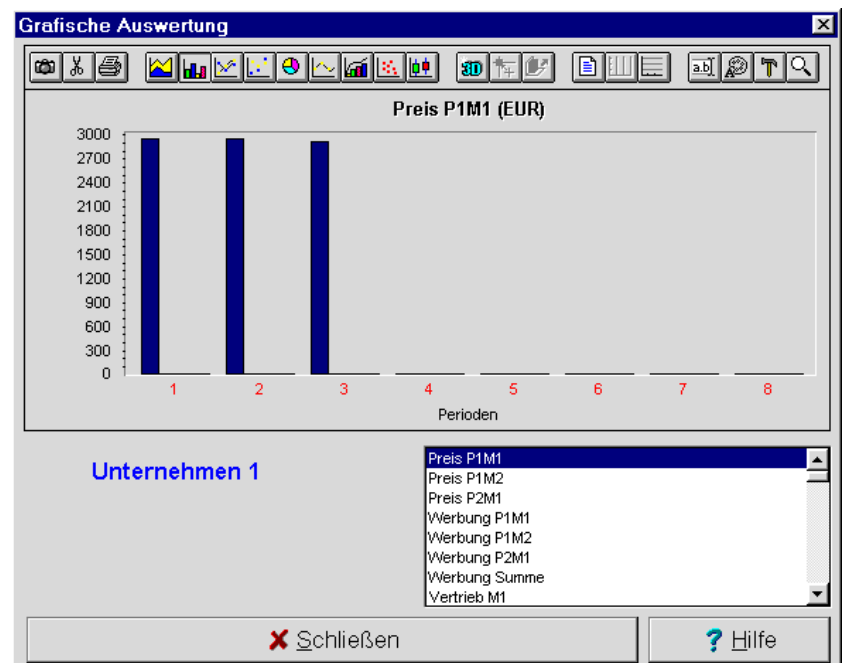 Grafische Auswertung
3D
a.b
A
Preis P1M1 (EUR)
3000
2700
2400
2100
1800
1500
1200
900
600
300
0
1 2 3 4 5 6 7 8
Perioden
Unternehmen 1
Preis P1M1
Preis P1M2
Preis P2M1
Werbung P1M1
Werbung P1M2
Werbung P2M1
Werbung Summe
Vertrieb M1
Schließen
? Hilfe